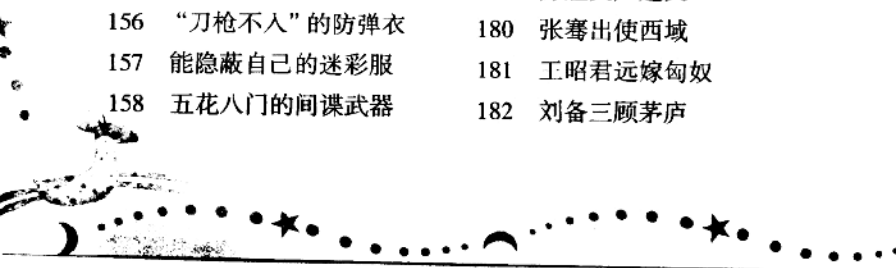 156 “刀枪不入”的防弹衣
157 能隐蔽自己的迷彩服
158 五花八门的间谍武器
180 张骞出使西域
181 王昭君远嫁匈奴
182 刘备三顾茅庐